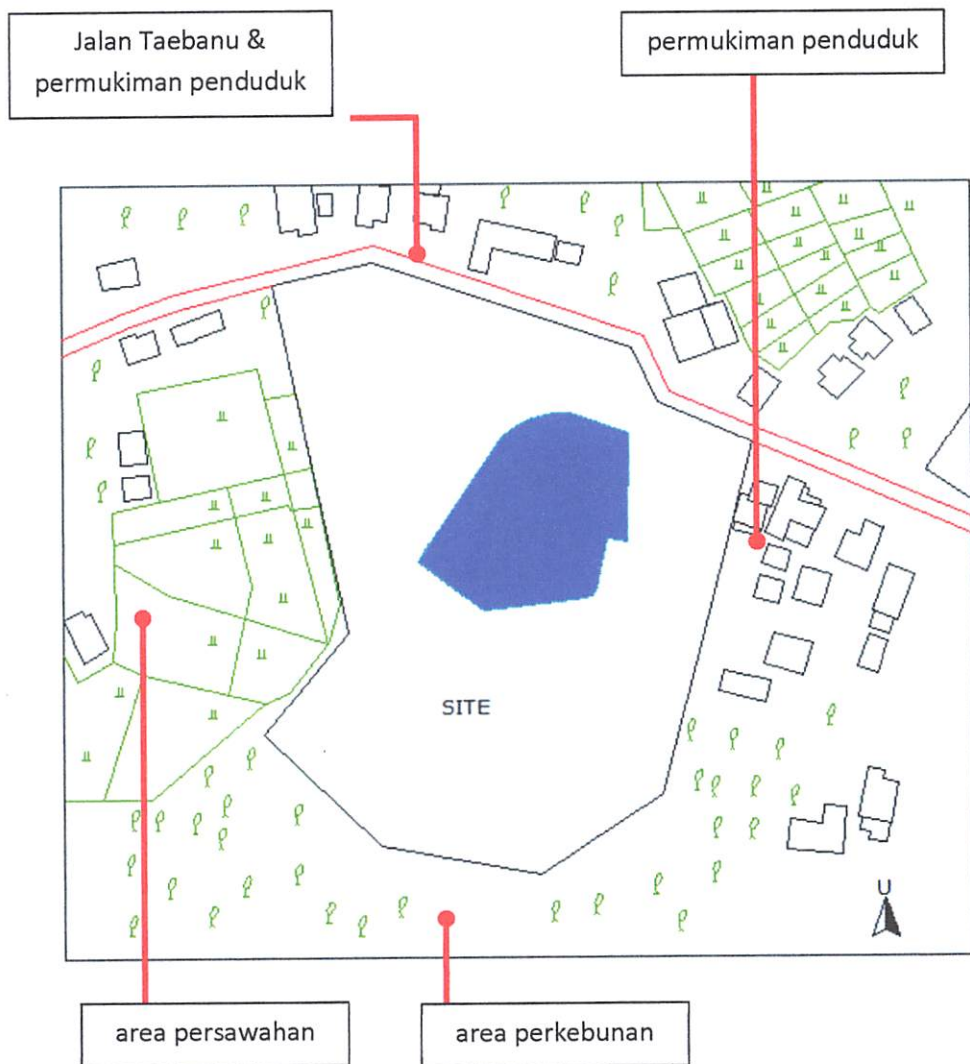 Jalan Taebanu &
permukiman penduduk
permukiman penduduk
SITE
U
area persawahan
area perkebunan